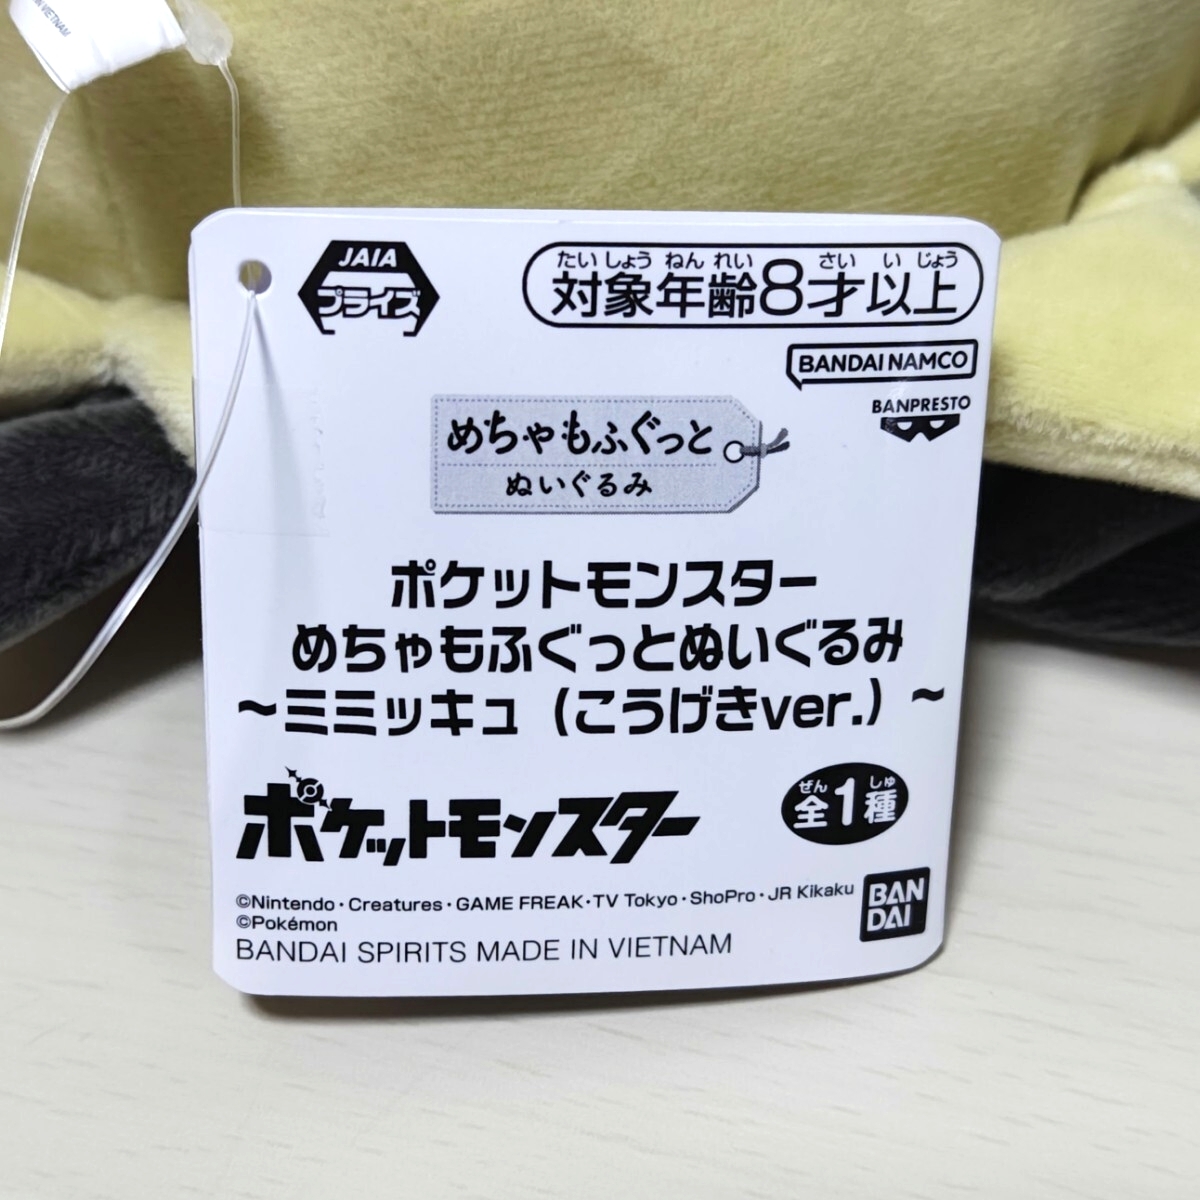 IN VIETNAM
JAIA
プライズ
たいしょう ねんれい さい い じょう
対象年齢8才以上
BANDAI NAMCO
BANPRESTO
めちゃもふぐっと
ぬいぐるみ
ポケットモンスター
めちゃもふぐっとぬいぐるみ
～ミミッキュ（こうげきver.）～
ポケットモンスター
ぜん しゅ
全1種
©Nintendo・Creatures・GAME FREAK・TV Tokyo・ShoPro・JR Kikaku
©Pokémon
BANDAI SPIRITS MADE IN VIETNAM
BAN
DAI